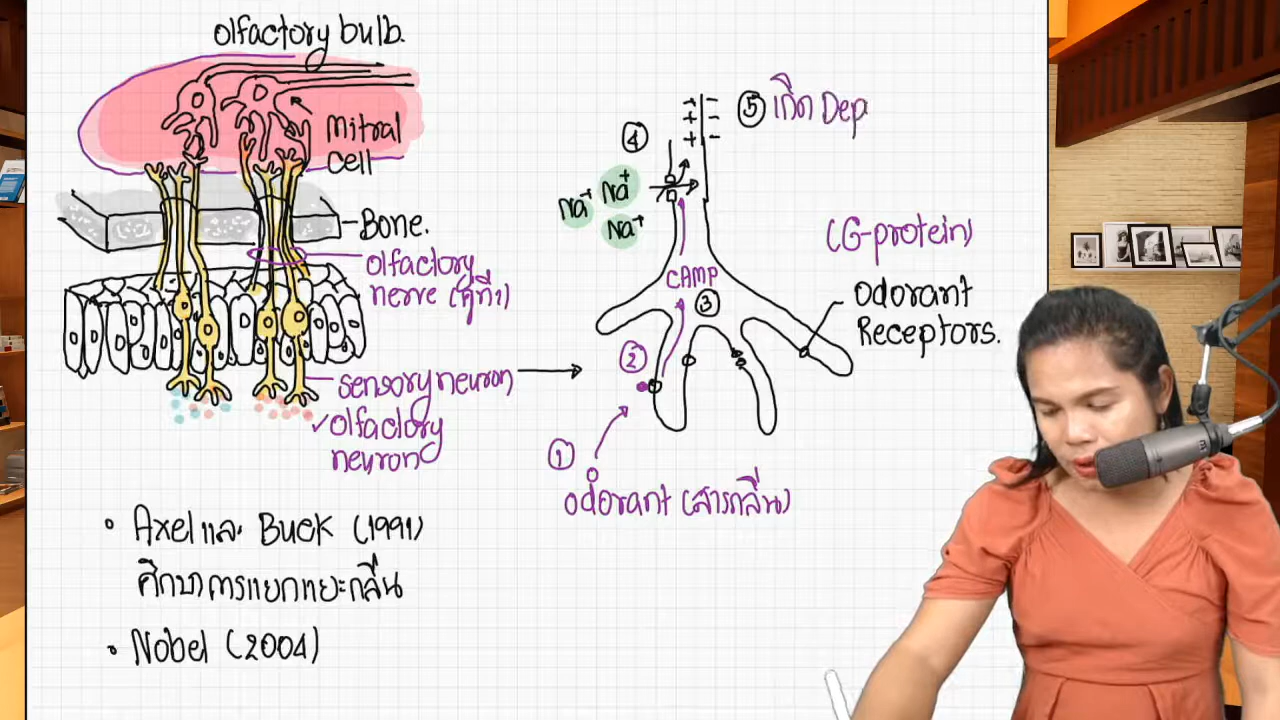 olfactory bulb.
Mitral
cell
Bone.
olfactory
nerve (คู่ที่1)
sensory neuron
✓olfactory
neuron
• Axel และ Buck (1991)
ศึกษาการแยกแยะกลิ่น
• Nobel (2004)
⑤ เกิด Dep
④
Na⁺ Na⁺
Na⁺
(G-protein)
CAMP
③
odorant
Receptors.
②
①
odorant (สารกลิ่น)